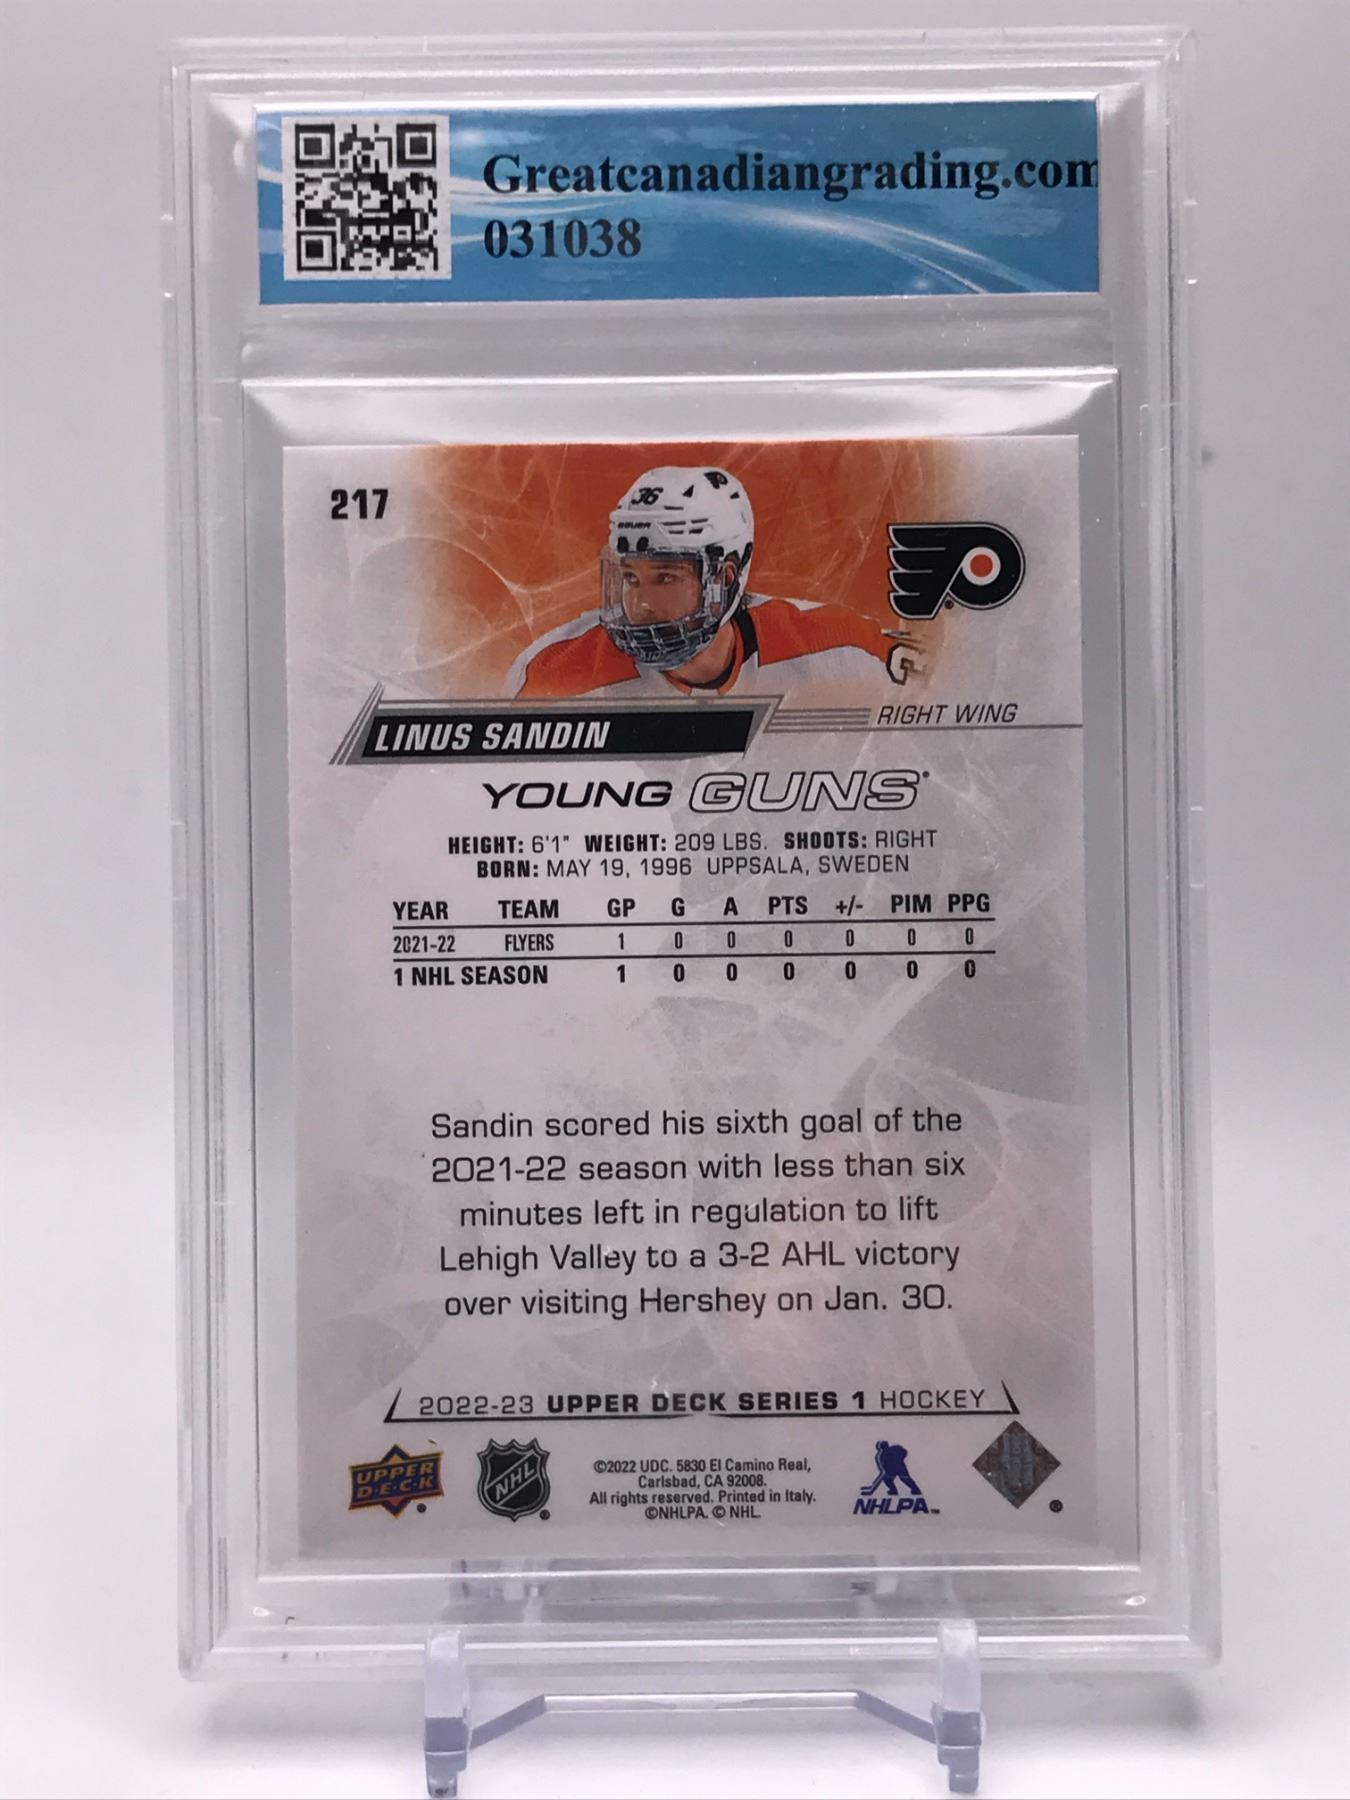 Greatcanadiangrading.com
031038
217
36
BAUER
RIGHT WING
LINUS SANDIN
YOUNG GUNS
HEIGHT: 6'1" WEIGHT: 209 LBS. SHOOTS: RIGHT
BORN: MAY 19, 1996 UPPSALA, SWEDEN
YEAR TEAM GP G A PTS +/- PIM PPG
2021-22 FLYERS 1 0 0 0 0 0 0
1 NHL SEASON 1 0 0 0 0 0 0
Sandin scored his sixth goal of the
2021-22 season with less than six
minutes left in regulation to lift
Lehigh Valley to a 3-2 AHL victory
over visiting Hershey on Jan. 30.
2022-23 UPPER DECK SERIES 1 HOCKEY
UPPER
D·E·C·K
®
NHL
®
©2022 UDC. 5830 El Camino Real,
Carlsbad, CA 92008.
All rights reserved. Printed in Italy.
©NHLPA. © NHL.
NHLPA™
®